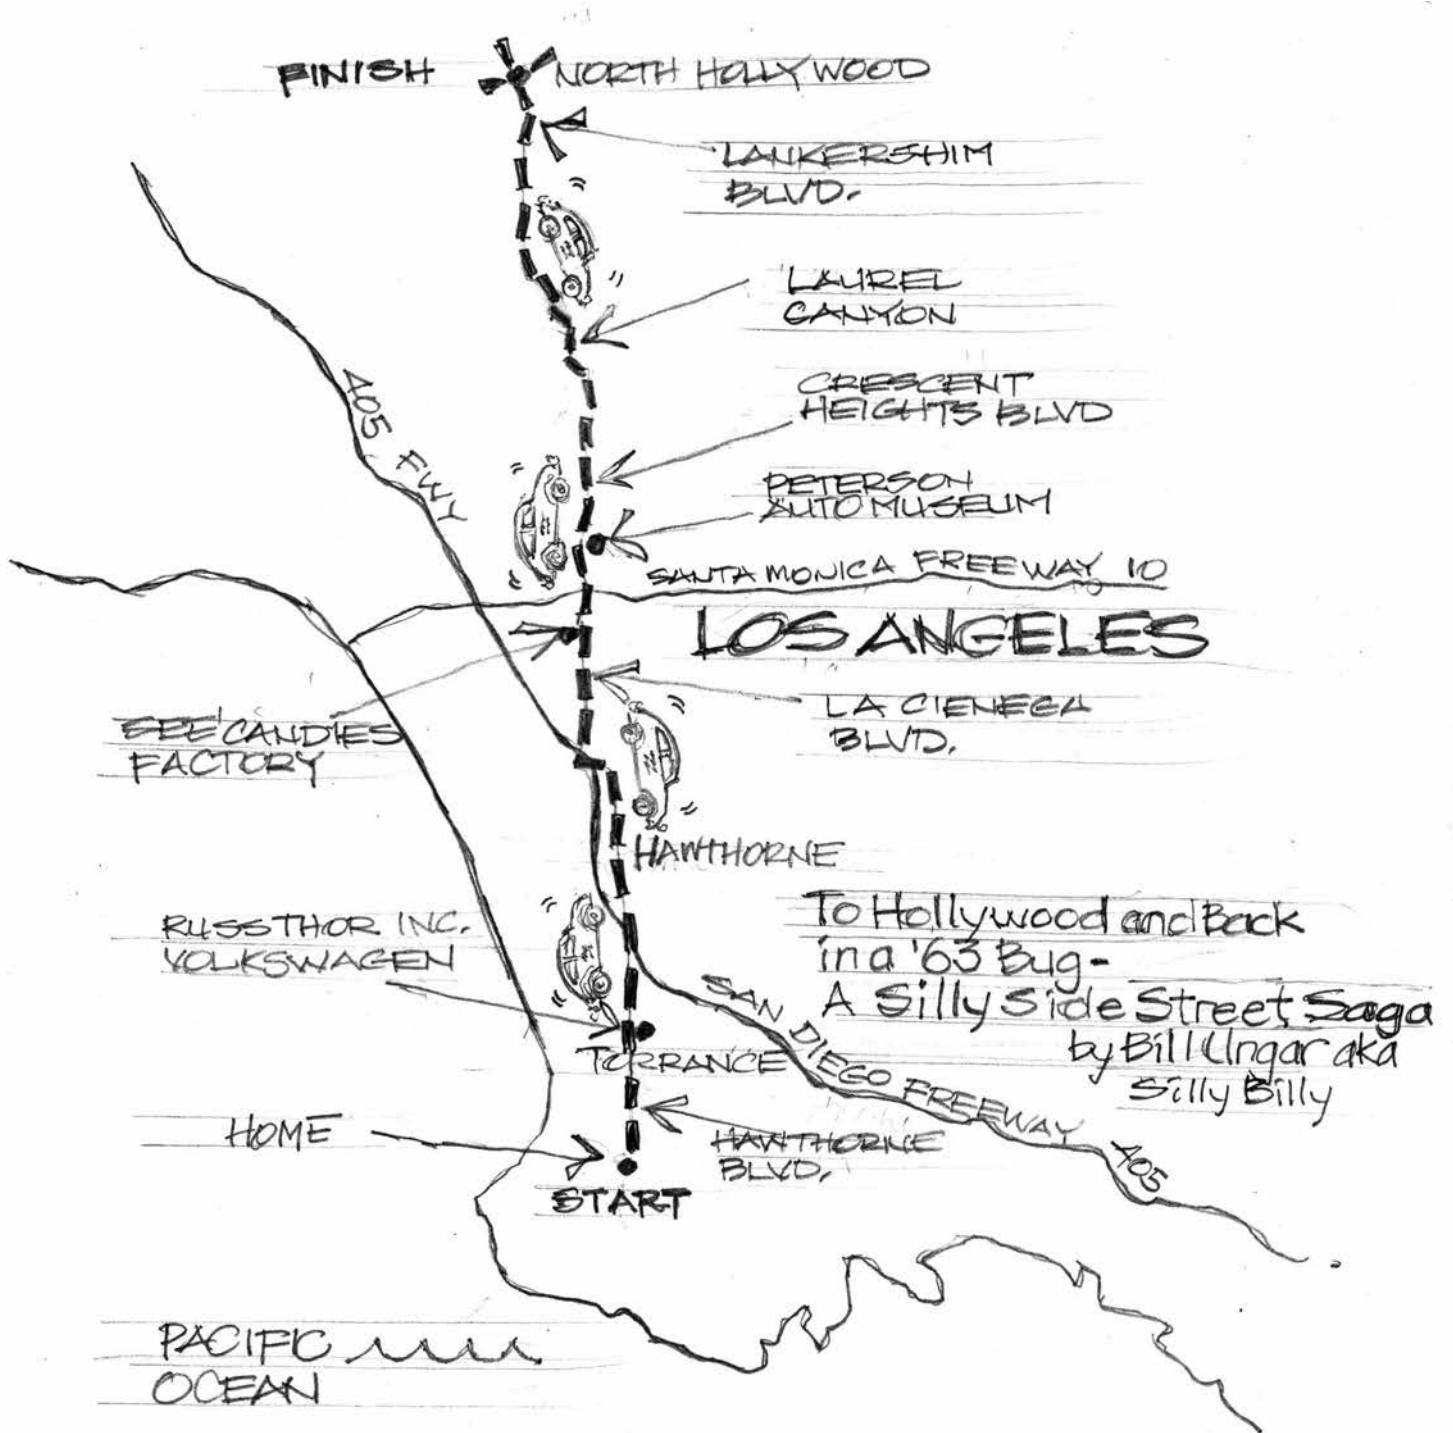 FINISH
NORTH HOLLYWOOD
LANKERSHIM
BLVD.
LAUREL
CANYON
CRESCENT
HEIGHTS BLVD
405 FWY
PETERSON
AUTO MUSEUM
SANTA MONICA FREEWAY 10
LOS ANGELES
SEE'CANDIES
FACTORY
LA CIENEGA
BLVD.
HAWTHORNE
RUSS THOR INC.
VOLKSWAGEN
To Hollywood and Back
in a '63 Bug-
A Silly Side Street Saga
by Bill Ungar aka
Silly Billy
SAN DIEGO FREEWAY 405
TORRANCE
HOME
HAWTHORNE
BLVD.
START
PACIFIC
OCEAN